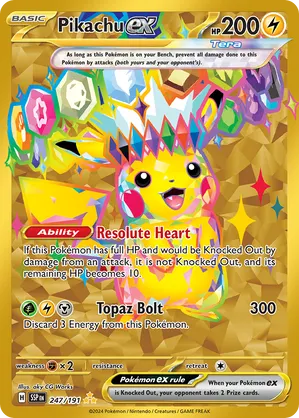 BASIC Pikachu ex HP 200
Tera
As long as this Pokémon is on your Bench, prevent all damage done to this
Pokémon by attacks (both yours and your opponent's).
Ability Resolute Heart
If this Pokémon has full HP and would be Knocked Out by
damage from an attack, it is not Knocked Out, and its
remaining HP becomes 10.
Topaz Bolt 300
Discard 3 Energy from this Pokémon.
weakness ×2 resistance retreat
Illus. aky CG Works
Pokémon ex rule
When your Pokémon ex is Knocked Out, your opponent takes 2 Prize cards.
H SSP EN 247/191
©2024 Pokémon / Nintendo / Creatures / GAME FREAK